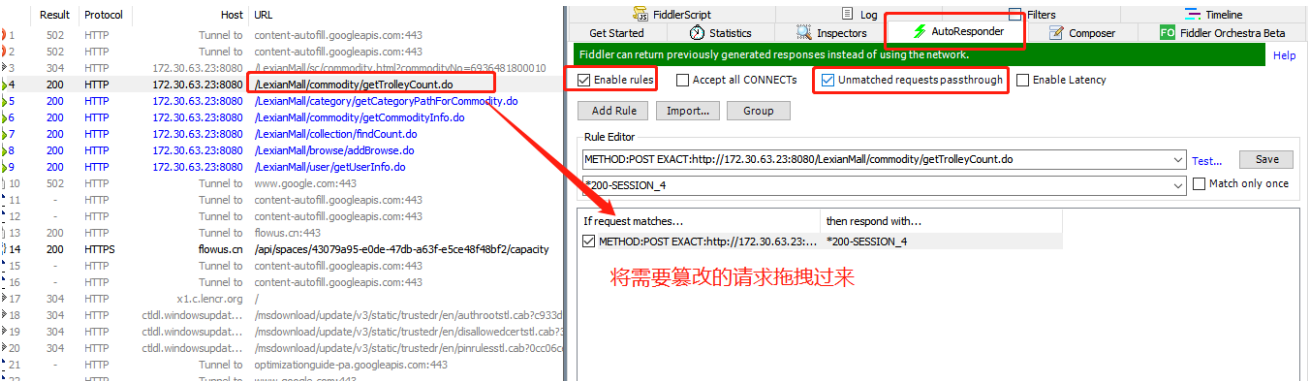 Result Protocol Host URL
1 502 HTTP Tunnel to content-autofill.googleapis.com:443
2 502 HTTP Tunnel to content-autofill.googleapis.com:443
3 304 HTTP 172.30.63.23:8080 /LexianMall/sc/commodity.html?commodityNo=6936481800010
4 200 HTTP 172.30.63.23:8080 /LexianMall/commodity/getTrolleyCount.do
5 200 HTTP 172.30.63.23:8080 /LexianMall/category/getCategoryPathForCommodity.do
6 200 HTTP 172.30.63.23:8080 /LexianMall/commodity/getCommodityInfo.do
7 200 HTTP 172.30.63.23:8080 /LexianMall/collection/findCount.do
8 200 HTTP 172.30.63.23:8080 /LexianMall/browse/addBrowse.do
9 200 HTTP 172.30.63.23:8080 /LexianMall/user/getUserInfo.do
10 502 HTTP Tunnel to www.google.com:443
11 - HTTP Tunnel to content-autofill.googleapis.com:443
12 - HTTP Tunnel to content-autofill.googleapis.com:443
13 200 HTTP Tunnel to flowus.cn:443
14 200 HTTPS flowus.cn /api/spaces/43079a95-e0de-47db-a63f-e5ce48f48bf2/capacity
15 - HTTP Tunnel to content-autofill.googleapis.com:443
16 - HTTP Tunnel to content-autofill.googleapis.com:443
17 304 HTTP x1.c.lencr.org /
18 304 HTTP ctldl.windowsupdat... /msdownload/update/v3/static/trustedr/en/authrootstl.cab?c933d
19 304 HTTP ctldl.windowsupdat... /msdownload/update/v3/static/trustedr/en/disallowedcertstl.cab?
20 304 HTTP ctldl.windowsupdat... /msdownload/update/v3/static/trustedr/en/pinrulesstl.cab?0cc06c
21 - HTTP Tunnel to optimizationguide-pa.googleapis.com:443
22 HTTP Tunnel to www.google.com:443
FiddlerScript Log Filters Timeline
Get Started Statistics Inspectors AutoResponder Composer FO Fiddler Orchestra Beta
Fiddler can return previously generated responses instead of using the network. Help
Enable rules Accept all CONNECTs Unmatched requests passthrough Enable Latency
Add Rule Import... Group
Rule Editor
METHOD:POST EXACT:http://172.30.63.23:8080/LexianMall/commodity/getTrolleyCount.do Test... Save
*200-SESSION_4 Match only once
If request matches... then respond with...
METHOD:POST EXACT:http://172.30.63.23:... *200-SESSION_4
将需要篡改的请求拖拽过来